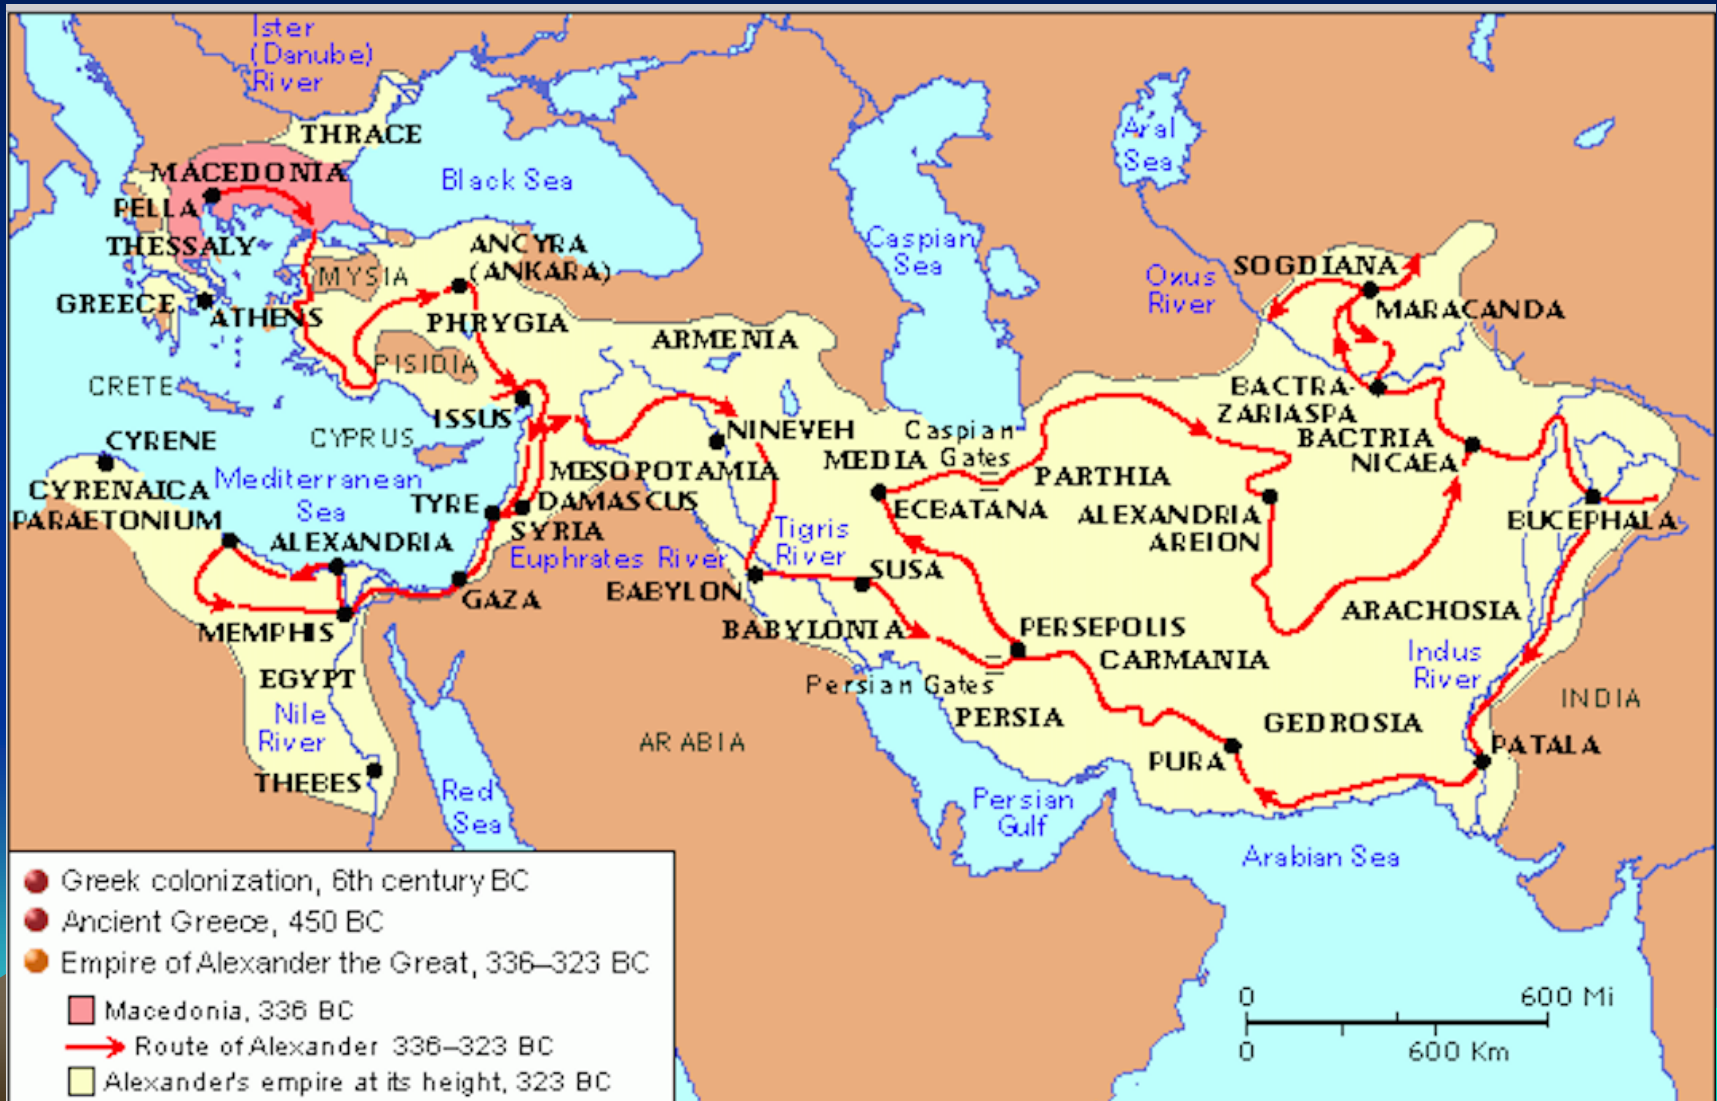 Ister
(Danube)
River
THRACE
MACEDONIA
PELLA
Black Sea
THESSALY
MYSIA
ANCYRA
(ANKARA)
GREECE
ATHENS
PHRYGIA
ARMENIA
PISIDIA
CRETE
ISSUS
CYPRUS
Caspian
Sea
Aral
Sea
Oxus
River
SOGDIANA
MARACANDA
BACTRA-
ZARIASPA
BACTRIA
NICAEA
CYRENE
CYRENAICA
PARAETONIUM
Mediterranean
Sea
ALEXANDRIA
TYRE
DAMASCUS
SYRIA
MESOPOTAMIA
NINEVEH
MEDIA
Caspian
Gates
ECBATANA
PARTHIA
ALEXANDRIA
AREION
BUCEPHALA
Euphrates River
Tigris
River
GAZA
BABYLON
SUSA
MEMPHIS
BABYLONIA
PERSEPOLIS
CARMANIA
ARACHOSIA
EGYPT
Nile
River
Persian Gates
PERSIA
GEDROSIA
Indus
River
INDIA
ARABIA
THEBES
Red
Sea
PURA
PATALA
Persian
Gulf
Arabian Sea
Greek colonization, 6th century BC
Ancient Greece, 450 BC
Empire of Alexander the Great, 336–323 BC
Macedonia, 336 BC
Route of Alexander 336–323 BC
Alexander's empire at its height, 323 BC
0 600 Mi
0 600 Km